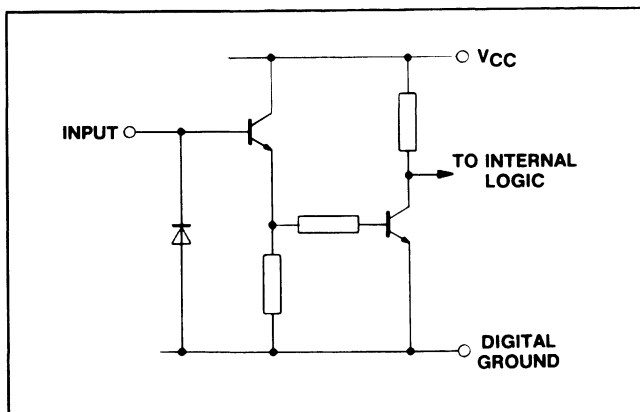 VCC
INPUT
TO INTERNAL
LOGIC
DIGITAL
GROUND